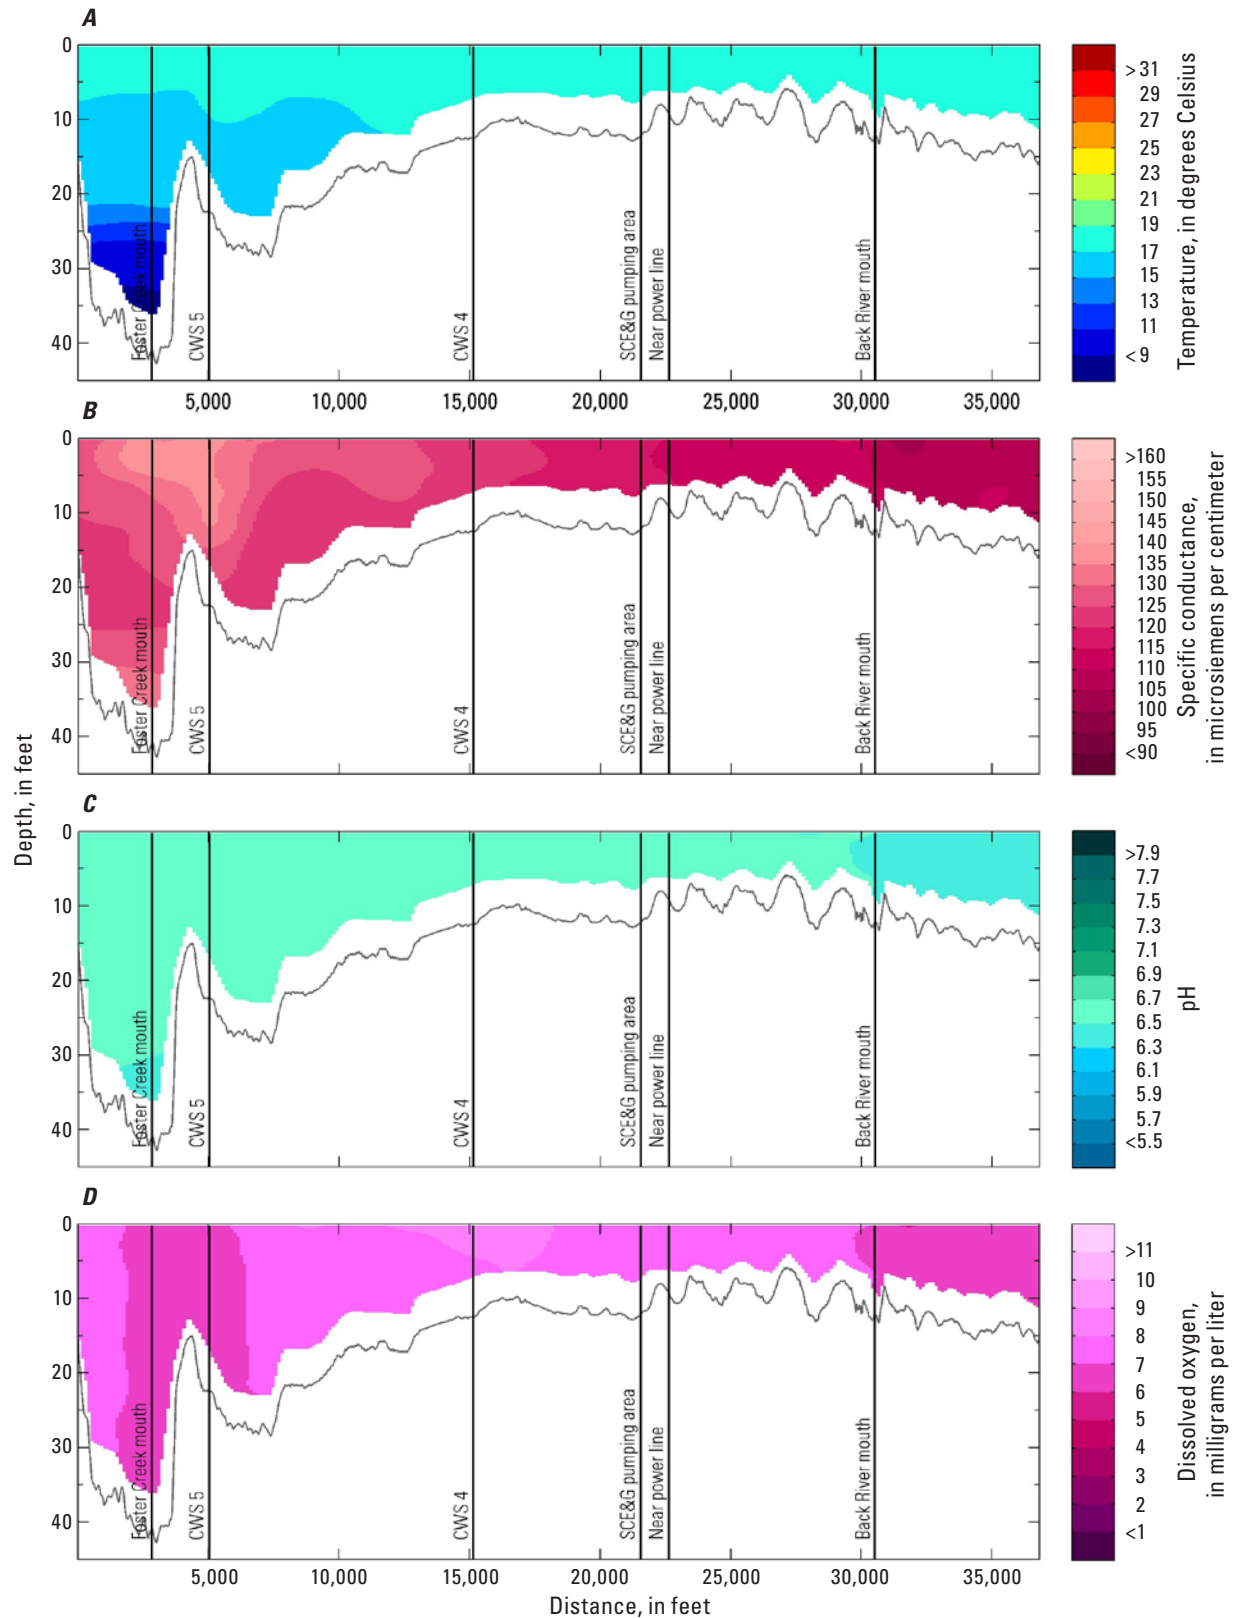 A
0
10
20
30
40
Foster Creek mouth
CWS 5
CWS 4
SCE&G pumping area
Near power line
Back River mouth
5,000 10,000 15,000 20,000 25,000 30,000 35,000
>31
29
27
25
23
21
19
17
15
13
11
<9
Temperature, in degrees Celsius
B
0
10
20
30
40
Foster Creek mouth
CWS 5
CWS 4
SCE&G pumping area
Near power line
Back River mouth
>160
155
150
145
140
135
130
125
120
115
110
105
100
95
<90
Specific conductance,
in microsiemens per centimeter
Depth, in feet
C
0
10
20
30
40
Foster Creek mouth
CWS 5
CWS 4
SCE&G pumping area
Near power line
Back River mouth
>7.9
7.7
7.5
7.3
7.1
6.9
6.7
6.5
6.3
6.1
5.9
5.7
<5.5
pH
D
0
10
20
30
40
Foster Creek mouth
CWS 5
CWS 4
SCE&G pumping area
Near power line
Back River mouth
5,000 10,000 15,000 20,000 25,000 30,000 35,000
Distance, in feet
>11
10
9
8
7
6
5
4
3
2
<1
Dissolved oxygen,
in milligrams per liter